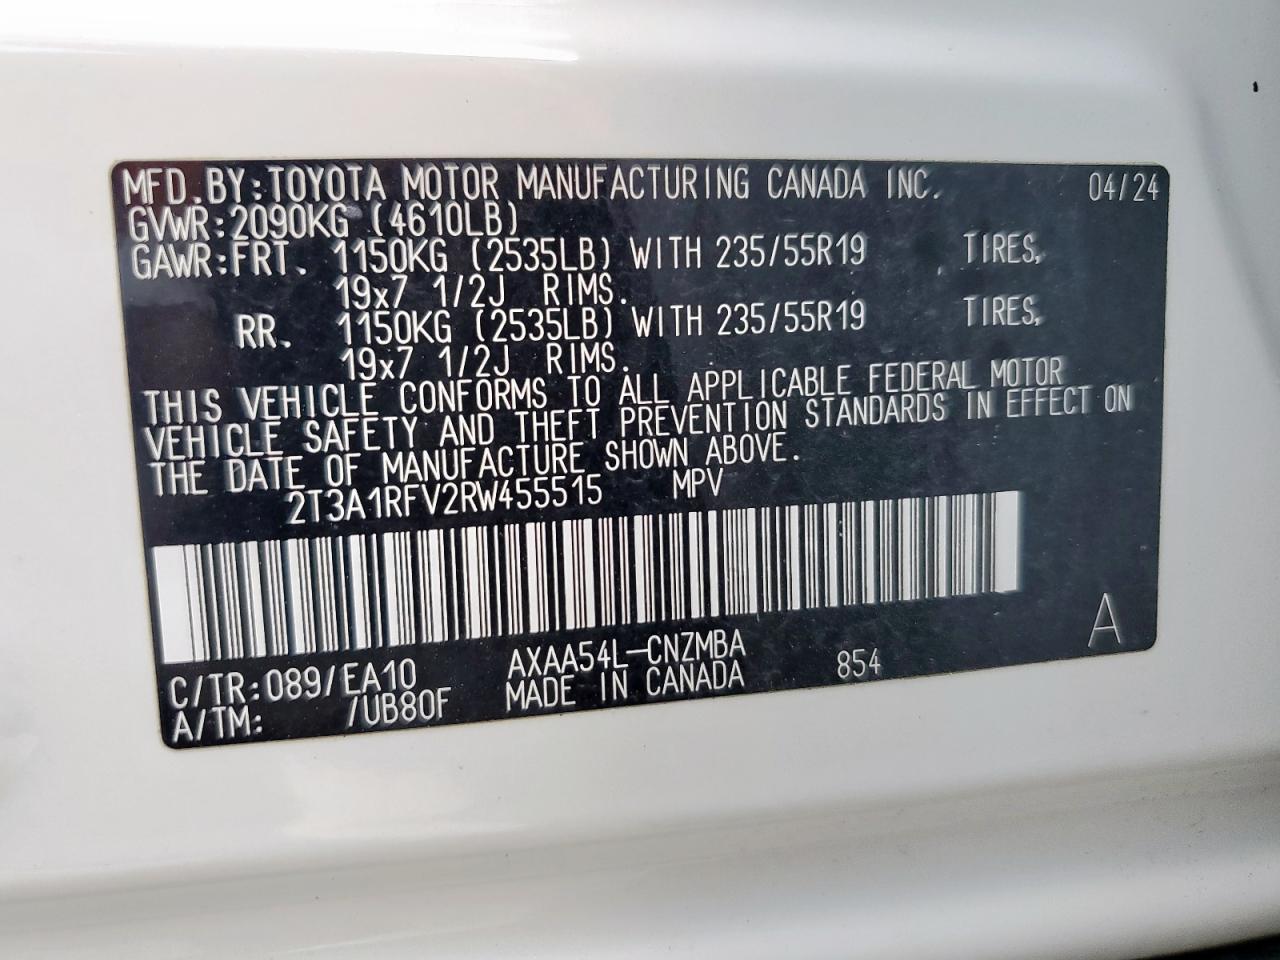 MFD.BY:TOYOTA MOTOR MANUFACTURING CANADA INC. 04/24
GVWR:2090KG (4610LB)
GAWR:FRT. 1150KG (2535LB) WITH 235/55R19 TIRES,
19x7 1/2J RIMS.
RR. 1150KG (2535LB) WITH 235/55R19 TIRES,
19x7 1/2J RIMS.
THIS VEHICLE CONFORMS TO ALL APPLICABLE FEDERAL MOTOR
VEHICLE SAFETY AND THEFT PREVENTION STANDARDS IN EFFECT ON
THE DATE OF MANUFACTURE SHOWN ABOVE.
2T3A1RFV2RW455515 MPV
A
C/TR:089/EA10 AXAA54L-CNZMBA 854
A/TM: /UB80F MADE IN CANADA